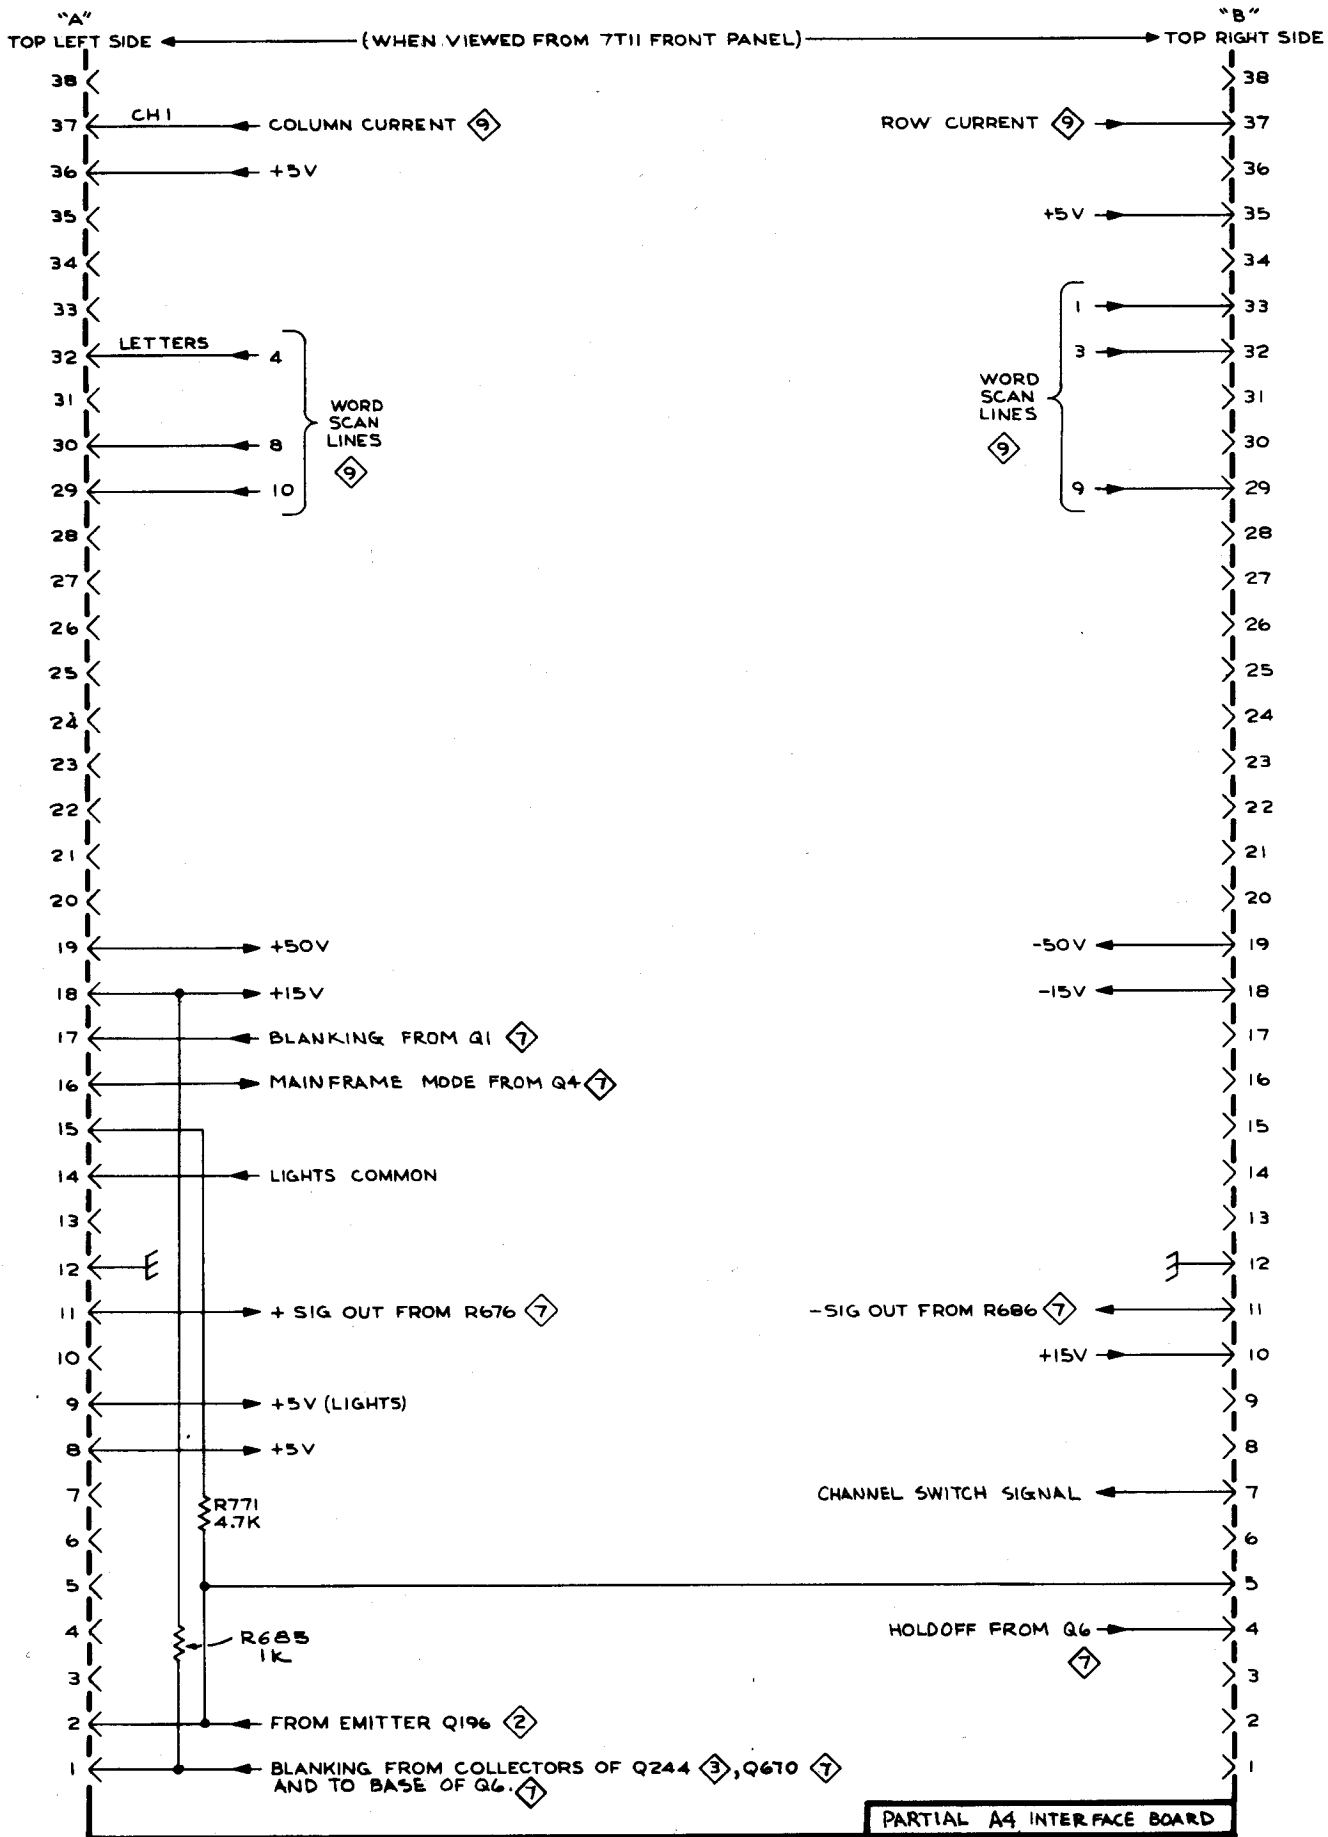 "A" "B"
TOP LEFT SIDE (WHEN VIEWED FROM 7T11 FRONT PANEL) TOP RIGHT SIDE
38 38
37 CH 1 COLUMN CURRENT 9 ROW CURRENT 9 37
36 +5V 36
35 +5V 35
34 34
33 1 33
32 LETTERS 4 3 32
WORD SCAN LINES 9
WORD SCAN LINES 9
31 31
30 8 30
29 10 9 29
28 28
27 27
26 26
25 25
24 24
23 23
22 22
21 21
20 20
19 +50V -50V 19
18 +15V -15V 18
17 BLANKING FROM Q1 7 17
16 MAINFRAME MODE FROM Q4 7 16
15 15
14 LIGHTS COMMON 14
13 13
12 12
11 + SIG OUT FROM R676 7 -SIG OUT FROM R686 7 11
10 +15V 10
9 +5V (LIGHTS) 9
8 +5V 8
7 CHANNEL SWITCH SIGNAL 7
R771
4.7K
6 6
5 5
4 HOLDOFF FROM Q6 4
7
R685
1K
3 3
2 FROM EMITTER Q196 2 2
1 BLANKING FROM COLLECTORS OF Q244 3, Q670 7 1
AND TO BASE OF Q6. 7
PARTIAL A4 INTERFACE BOARD